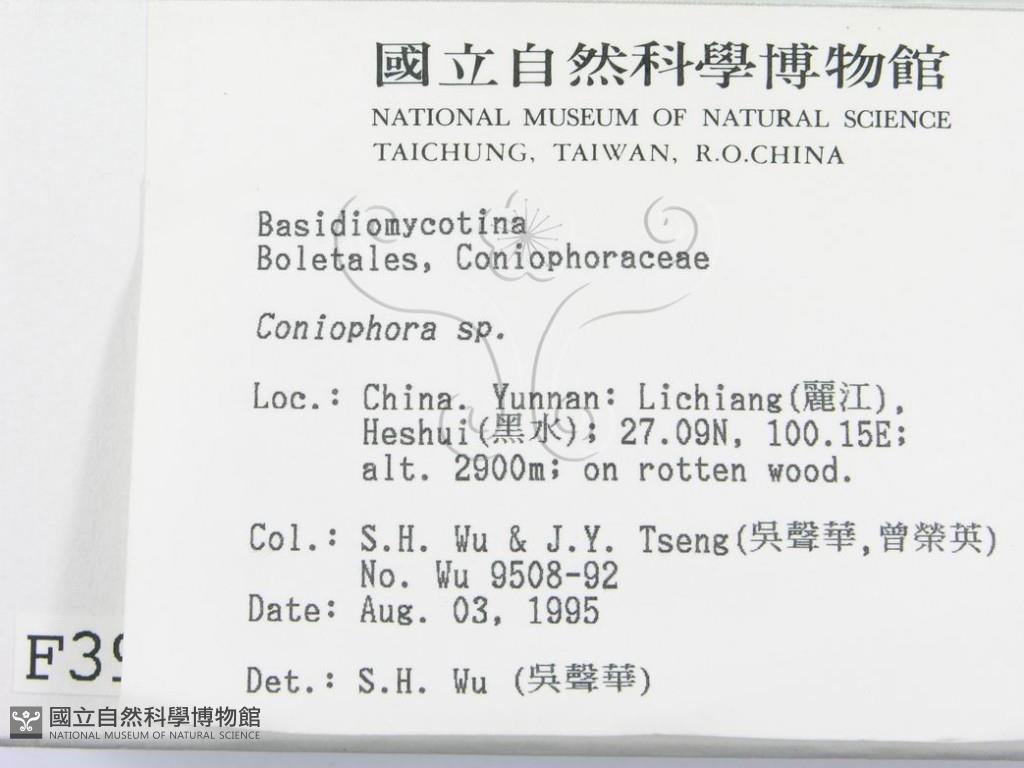 國立自然科學博物館
NATIONAL MUSEUM OF NATURAL SCIENCE
TAICHUNG, TAIWAN, R.O.CHINA
Basidiomycotina
Boletales, Coniophoraceae
Coniophora sp.
Loc.: China. Yunnan: Lichiang(麗江),
Heshui(黑水); 27.09N, 100.15E;
alt. 2900m; on rotten wood.
Col.: S.H. Wu & J.Y. Tseng(吳聲華,曾榮英)
No. Wu 9508-92
Date: Aug. 03, 1995
Det.: S.H. Wu (吳聲華)
國立自然科學博物館
NATIONAL MUSEUM OF NATURAL SCIENCE